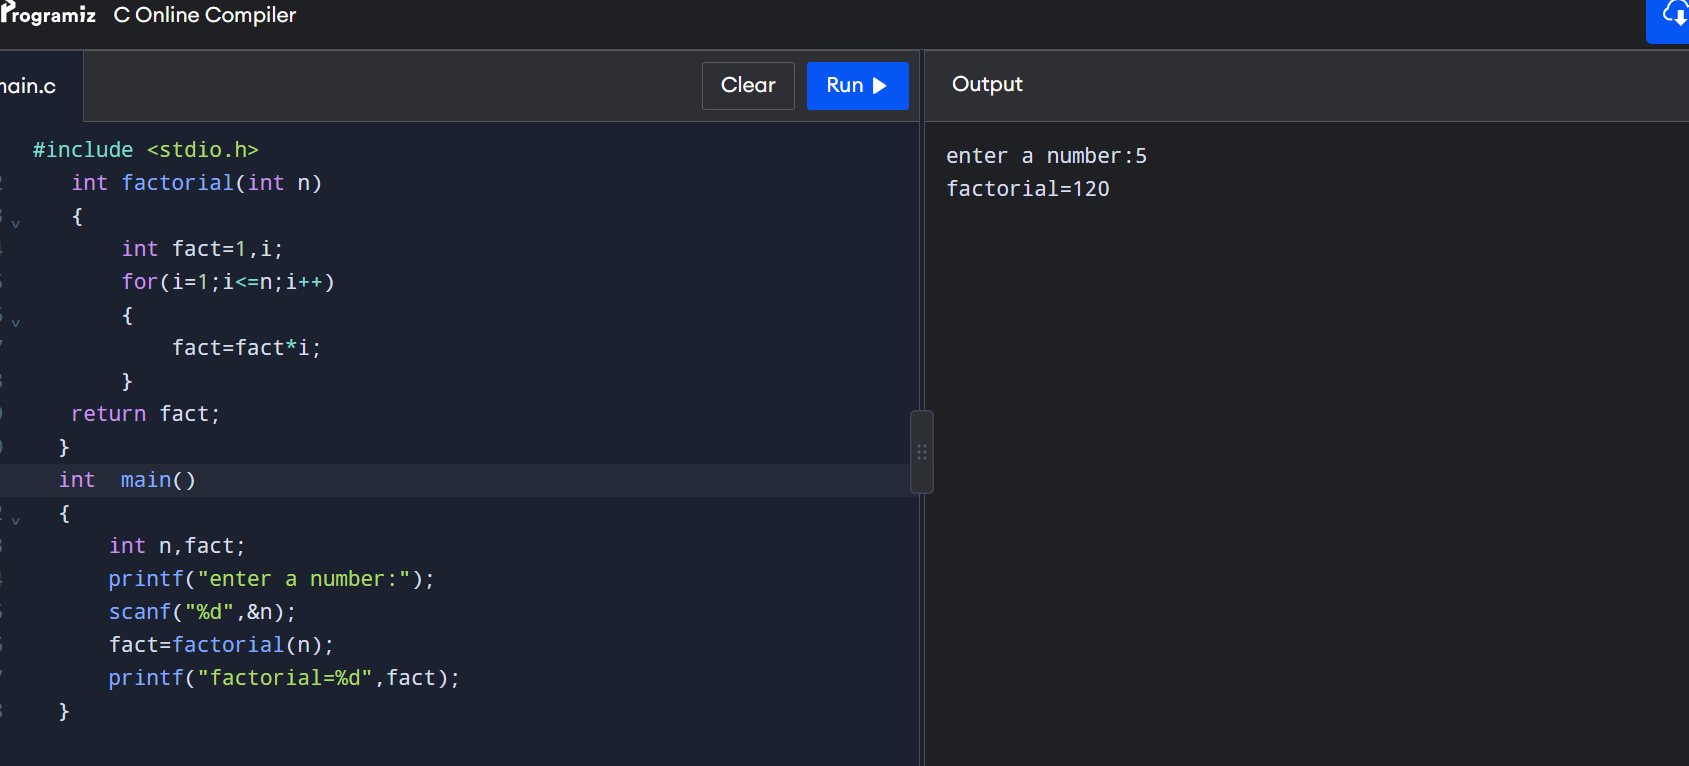 Programiz C Online Compiler
main.c
Clear
Run
Output
#include <stdio.h>
int factorial(int n)
{
int fact=1,i;
for(i=1;i<=n;i++)
{
fact=fact*i;
}
return fact;
}
int  main()
{
int n,fact;
printf("enter a number:");
scanf("%d",&n);
fact=factorial(n);
printf("factorial=%d",fact);
}
enter a number:5
factorial=120